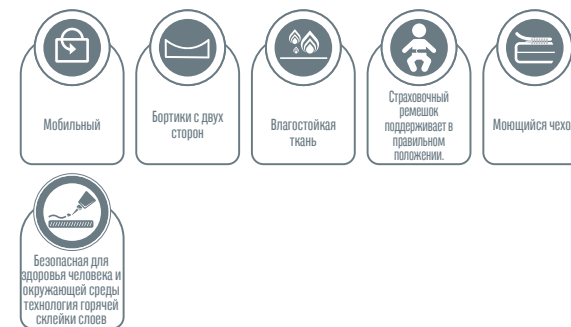 Мобильный
Бортики с двух
сторон
Влагостойкая
ткань
Страховочный
ремешок
поддерживает в
правильном
положении.
Моющийся чехо
Безопасная для
здоровья человека и
окружающей среды
технология горячей
склейки слоев